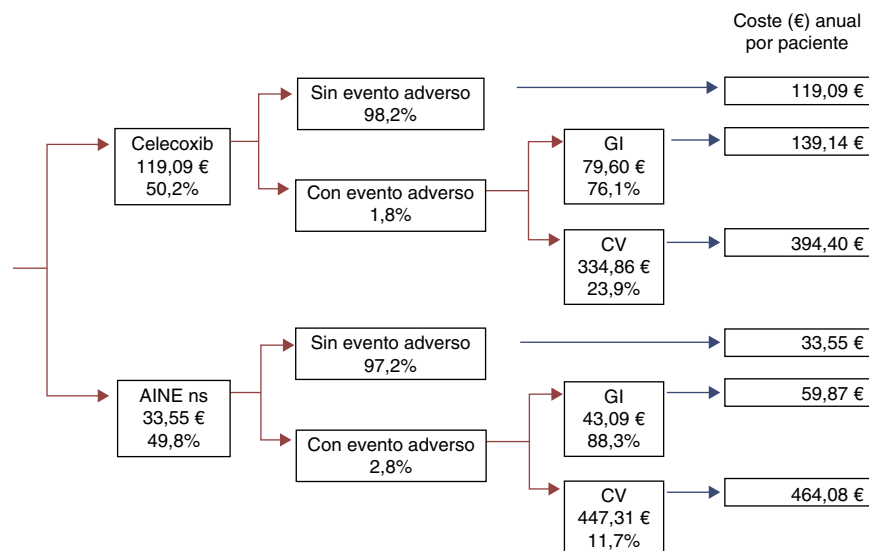 Coste (€) anual
por paciente
Sin evento adverso
98,2%
119,09 €
Celecoxib
119,09 €
50,2%
GI
79,60 €
76,1%
139,14 €
Con evento adverso
1,8%
CV
334,86 €
23,9%
394,40 €
Sin evento adverso
97,2%
33,55 €
AINE ns
33,55 €
49,8%
GI
43,09 €
88,3%
59,87 €
Con evento adverso
2,8%
CV
447,31 €
11,7%
464,08 €